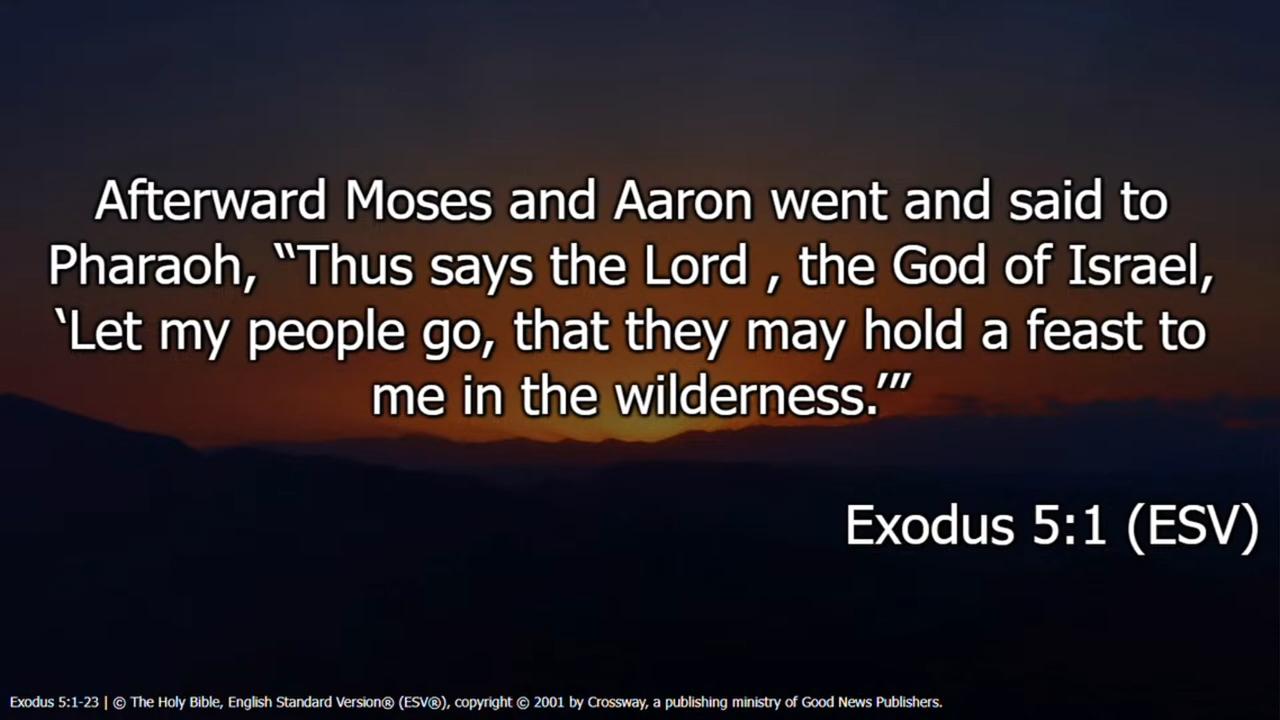 Afterward Moses and Aaron went and said to
Pharaoh, “Thus says the Lord , the God of Israel,
‘Let my people go, that they may hold a feast to
me in the wilderness.’”
Exodus 5:1 (ESV)
Exodus 5:1-23 | © The Holy Bible, English Standard Version® (ESV®), copyright © 2001 by Crossway, a publishing ministry of Good News Publishers.